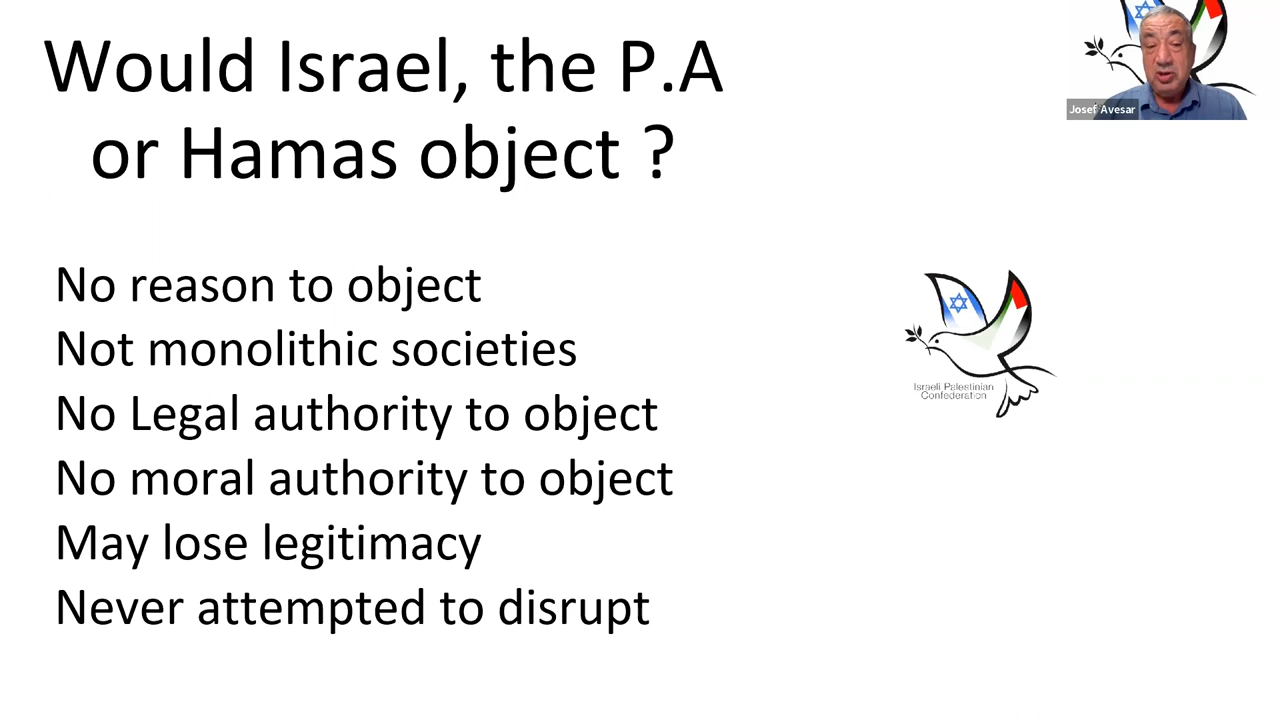 Would Israel, the P.A
or Hamas object ?
Josef Avesar
No reason to object
Not monolithic societies
No Legal authority to object
No moral authority to object
May lose legitimacy
Never attempted to disrupt
Israeli Palestinian
Confederation